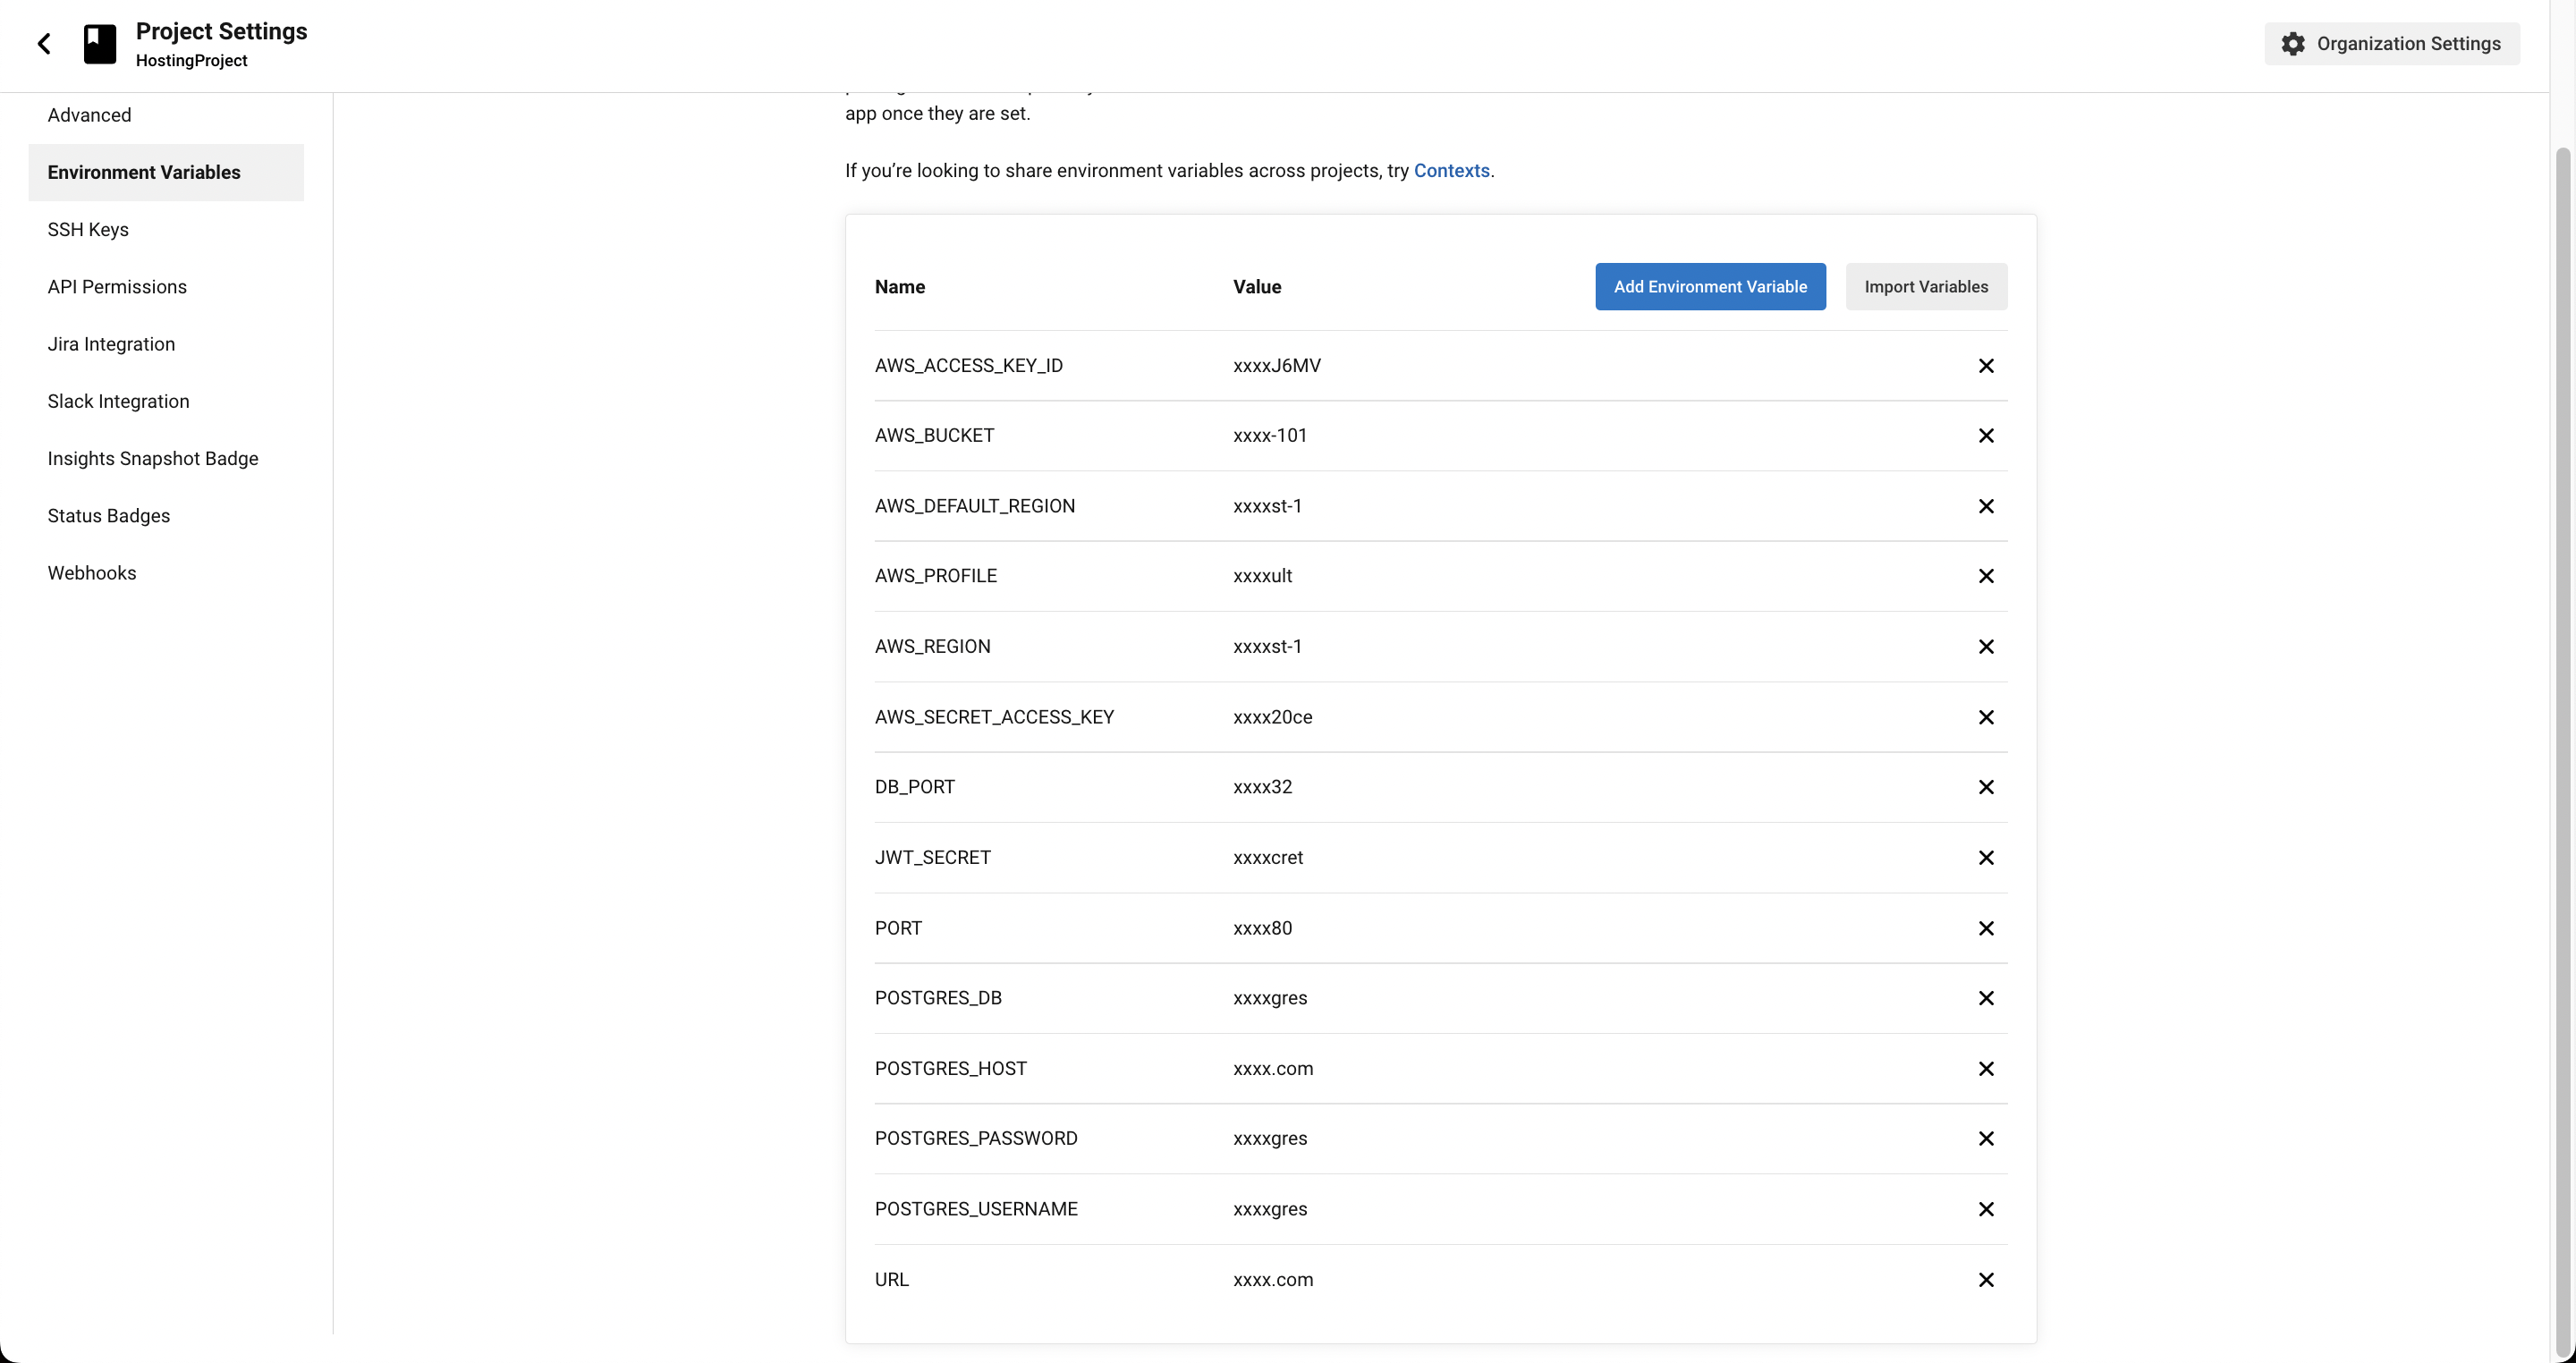 Project Settings
HostingProject
Organization Settings
Advanced
Environment Variables
SSH Keys
API Permissions
Jira Integration
Slack Integration
Insights Snapshot Badge
Status Badges
Webhooks
app once they are set.
If you’re looking to share environment variables across projects, try Contexts.
Name Value Add Environment Variable Import Variables
AWS_ACCESS_KEY_ID xxxxJ6MV
AWS_BUCKET xxxx-101
AWS_DEFAULT_REGION xxxxst-1
AWS_PROFILE xxxxult
AWS_REGION xxxxst-1
AWS_SECRET_ACCESS_KEY xxxx20ce
DB_PORT xxxx32
JWT_SECRET xxxxcret
PORT xxxx80
POSTGRES_DB xxxxgres
POSTGRES_HOST xxxx.com
POSTGRES_PASSWORD xxxxgres
POSTGRES_USERNAME xxxxgres
URL xxxx.com